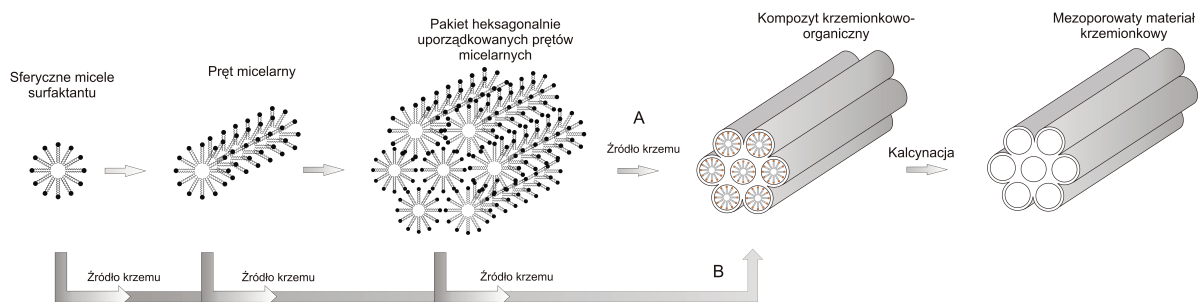 Sferyczne micele
surfaktantu
Pręt micelarny
Pakiet heksagonalnie
uporządkowanych prętów
micelarnych
A
Źródło krzemu
Kompozyt krzemionkowo-
organiczny
Kalcynacja
Mezoporowaty materiał
krzemionkowy
Źródło krzemu
Źródło krzemu
Źródło krzemu
B